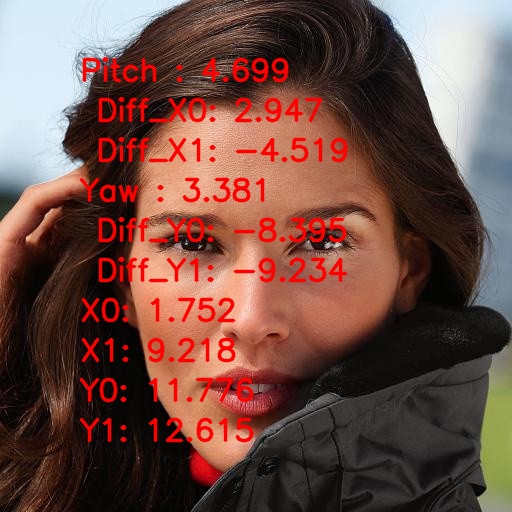 Pitch : 4.699
Diff_X0: 2.947
Diff_X1: -4.519
Yaw : 3.381
Diff_Y0: -8.395
Diff_Y1: -9.234
X0: 1.752
X1: 9.218
Y0: 11.776
Y1: 12.615